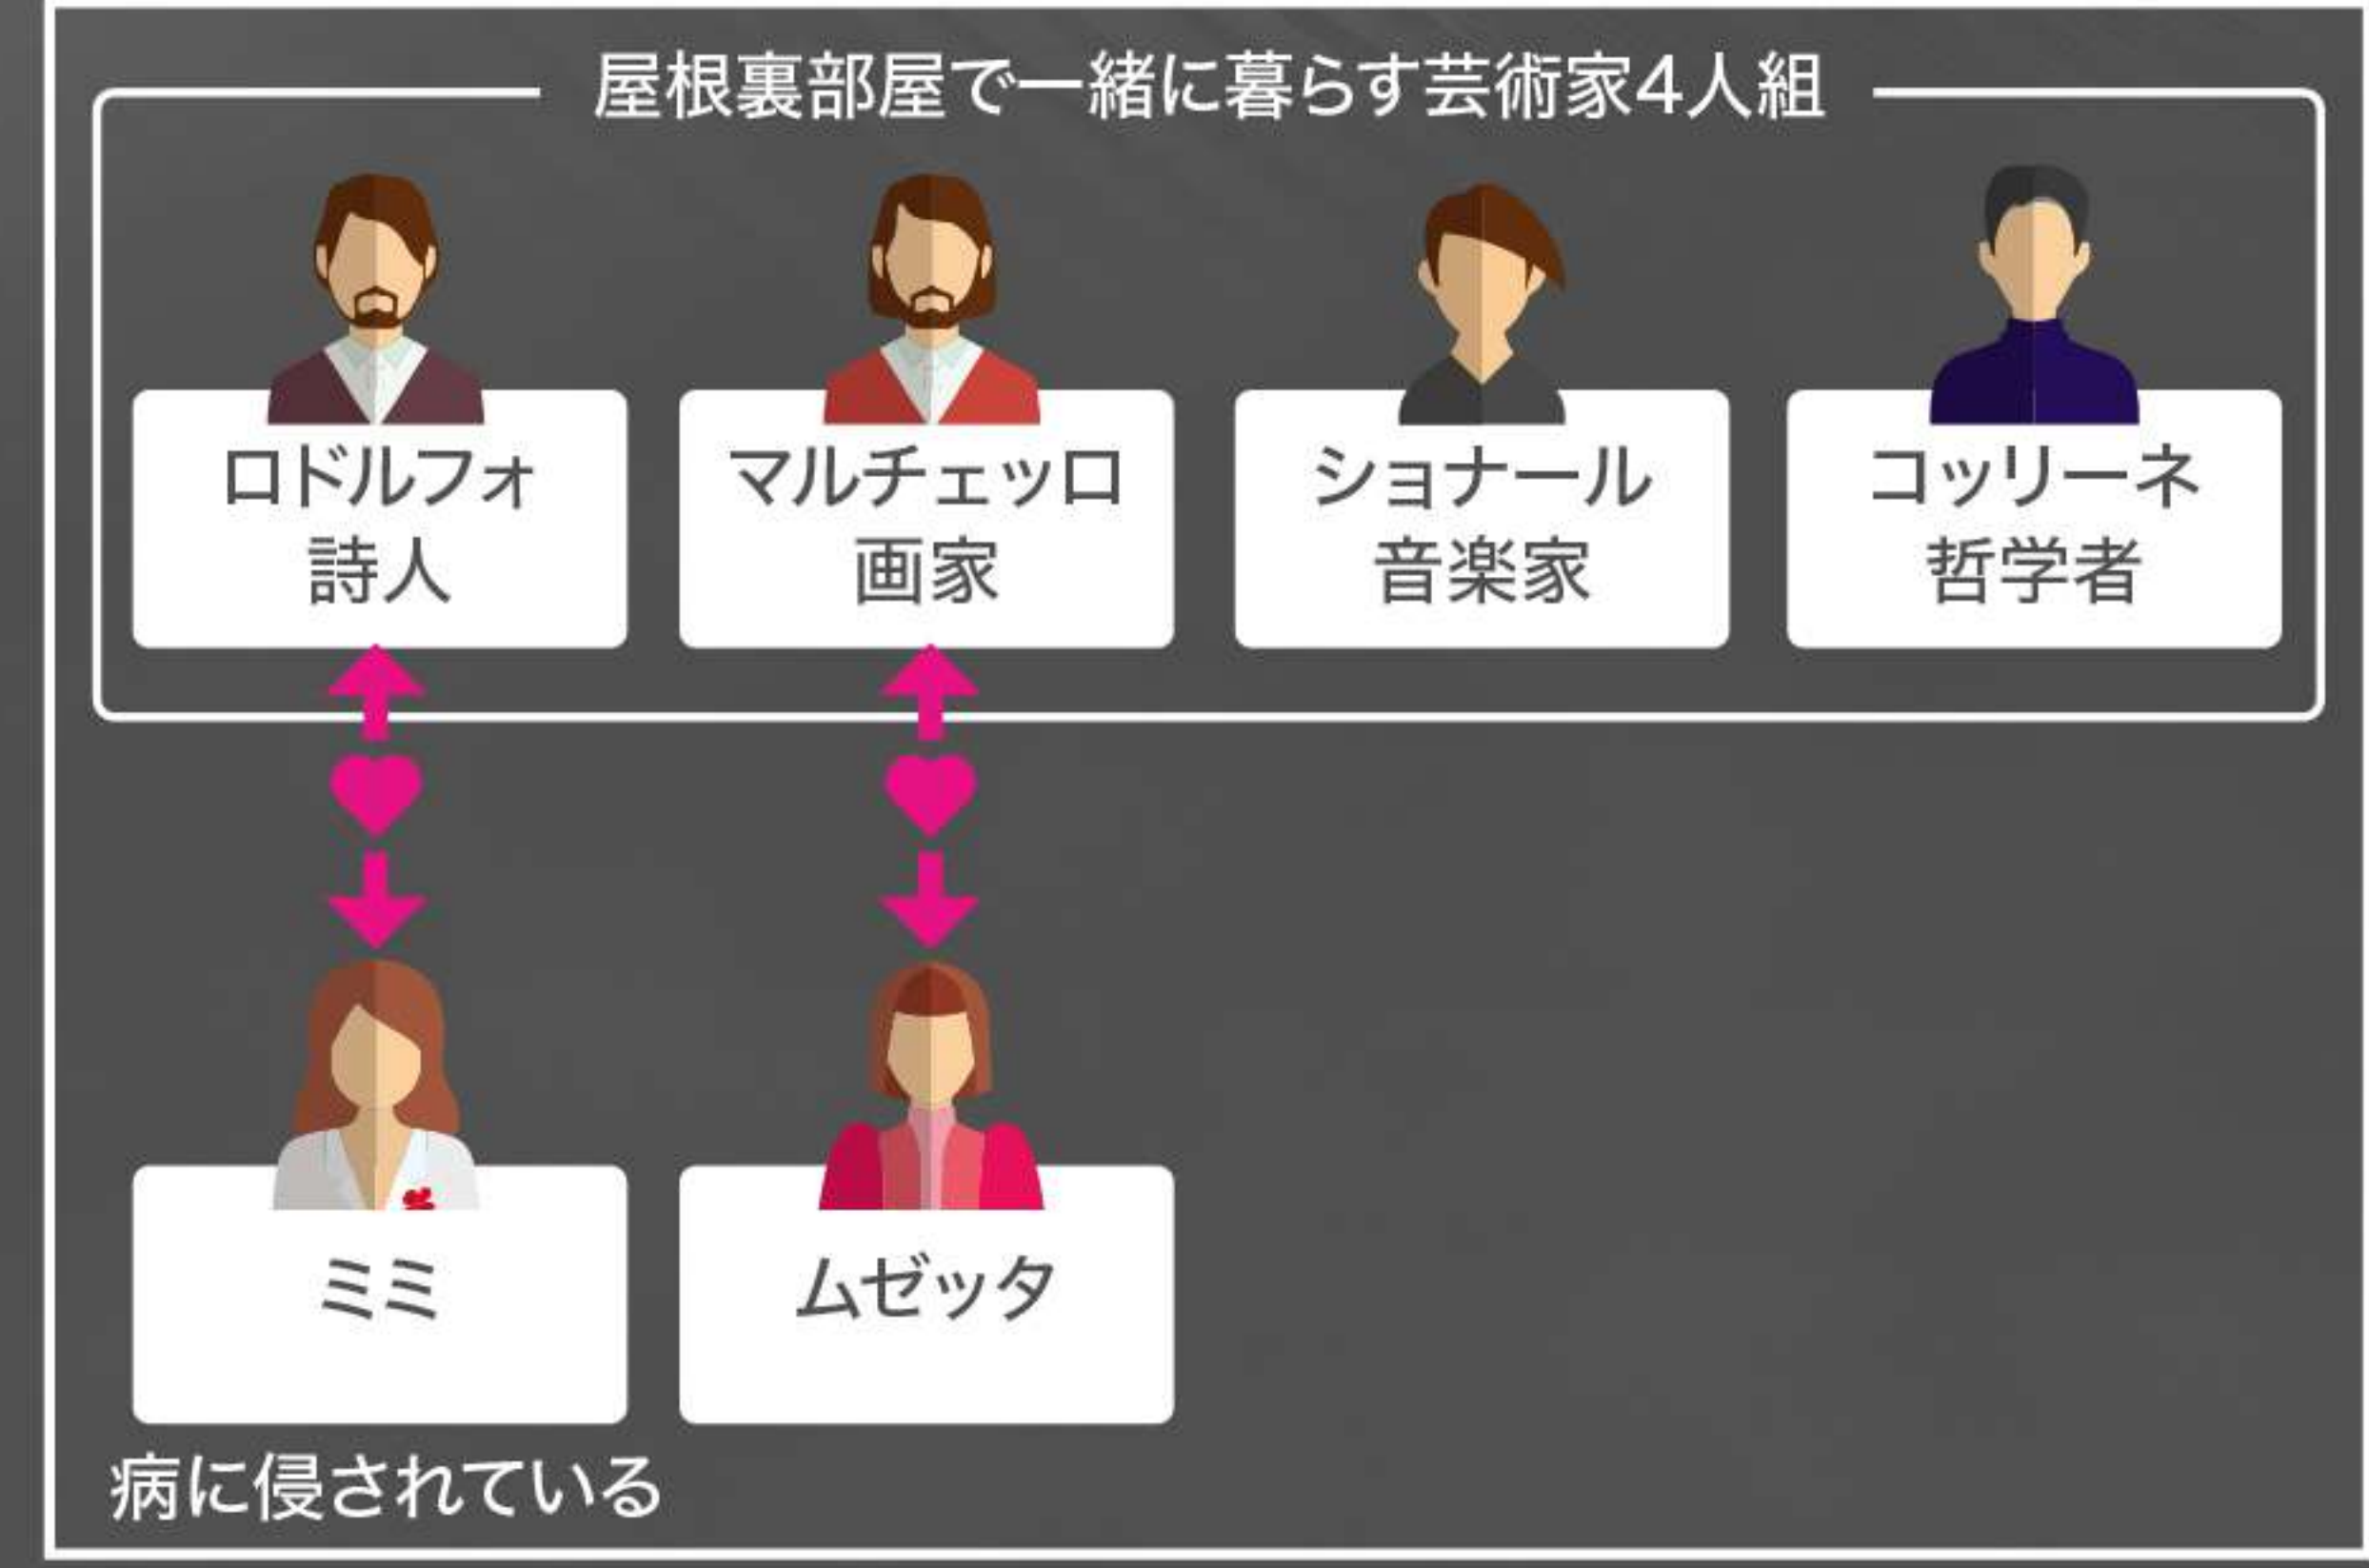 屋根裏部屋で一緒に暮らす芸術家4人組
ロドルフォ
詩人
マルチェッロ
画家
ショナール
音楽家
コッリーネ
哲学者
ミミ
ムゼッタ
病に侵されている